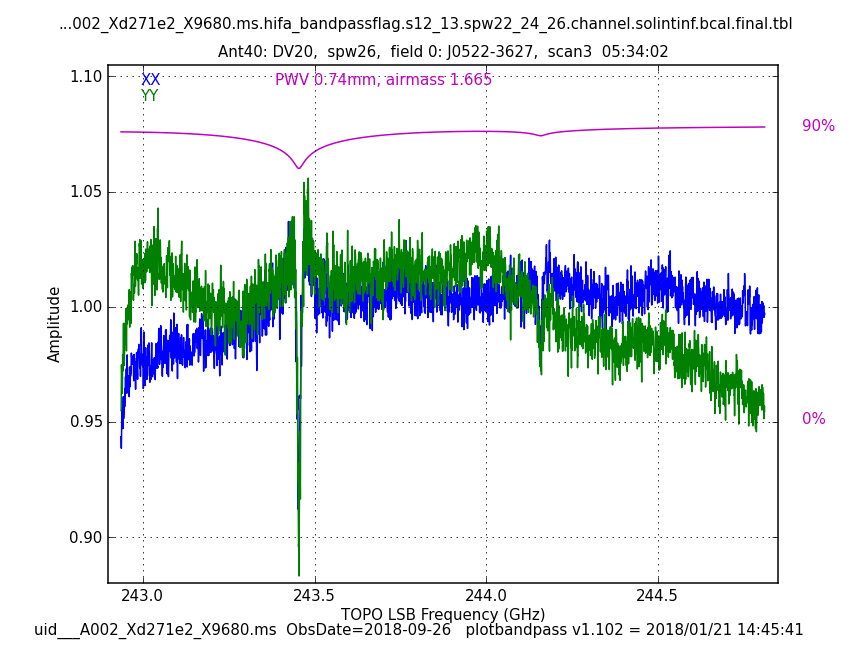 ...002_Xd271e2_X9680.ms.hifa_bandpassflag.s12_13.spw22_24_26.channel.solintinf.bcal.final.tbl
Ant40: DV20,  spw26,  field 0: J0522-3627,  scan3  05:34:02
XX
PWV 0.74mm, airmass 1.665
YY
1.10
1.05
1.00
0.95
0.90
90%
0%
Amplitude
243.0 243.5 244.0 244.5
TOPO LSB Frequency (GHz)
uid___A002_Xd271e2_X9680.ms  ObsDate=2018-09-26   plotbandpass v1.102 = 2018/01/21 14:45:41